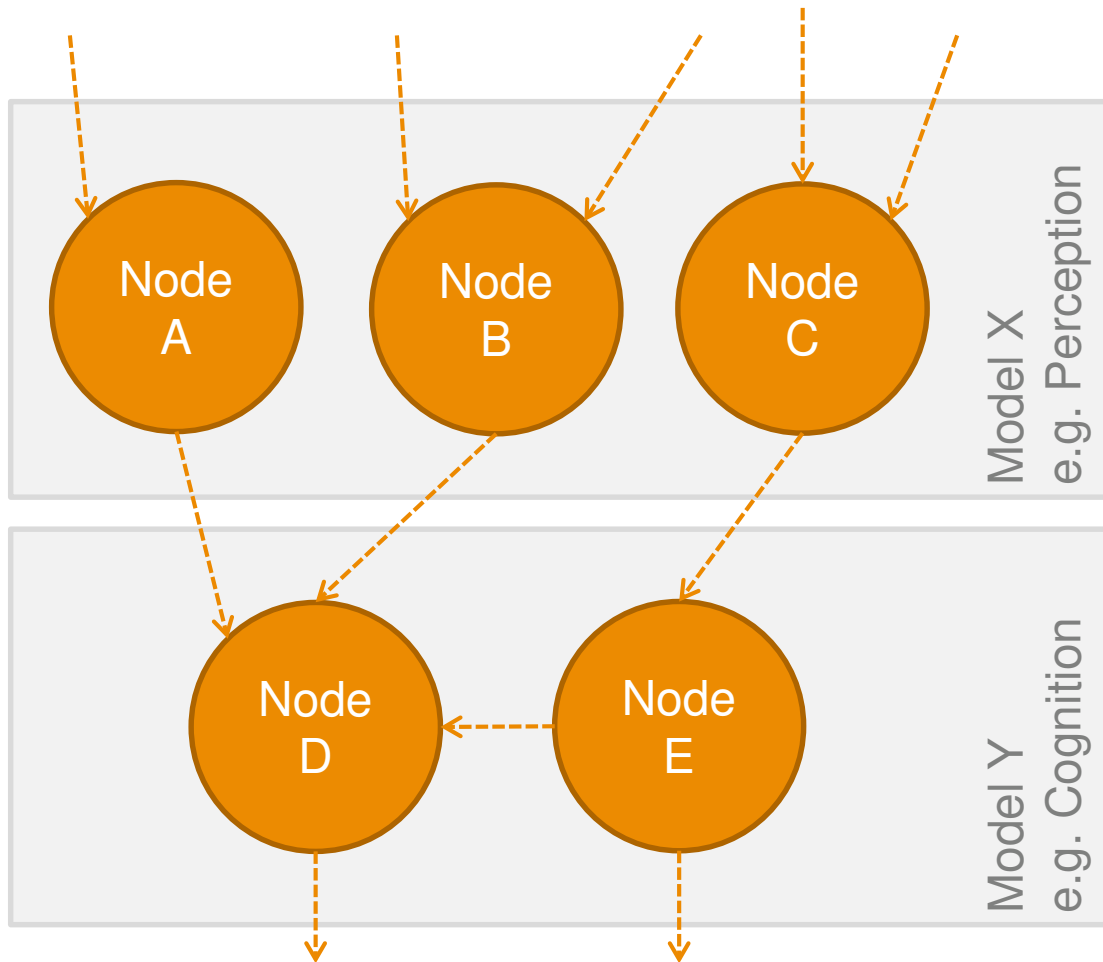 Node
A
Node
B
Node
C
Model X
e.g. Perception
Node
D
Node
E
Model Y
e.g. Cognition